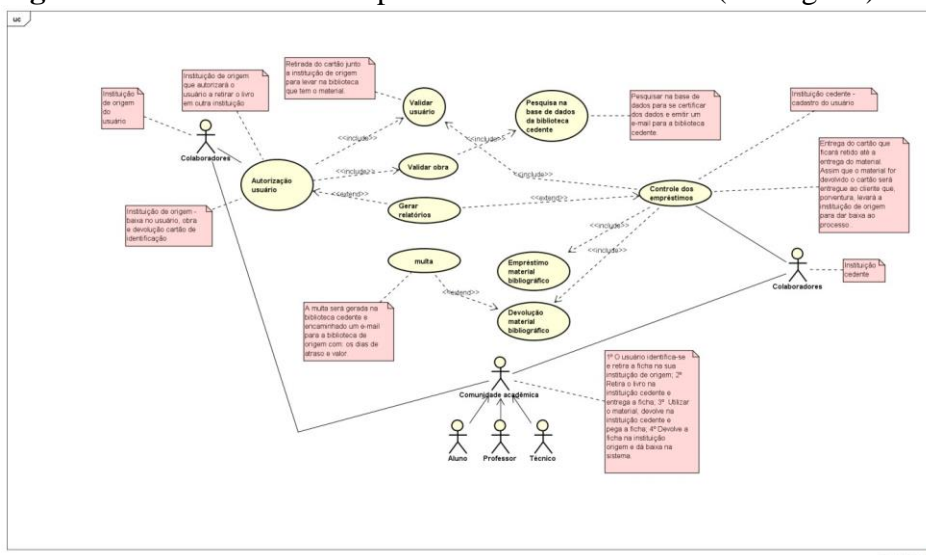 uc
Instituição
de origem
do
usuário
Instituição de origem
que autorizará o
usuário a retirar o livro
em outra instituição
Retirada do cartão junto
a instituição de origem
para levar na biblioteca
que tem o material.
Validar
usuário
Pesquisa na
base de dados
da biblioteca
cedente
Pesquisar na base de
dados para se certificar
dos dados e emitir um
e-mail para a biblioteca
cedente.
Instituição cedente -
cadastro do usuário
Colaboradores
<<include>>
Validar obra
<<include>>
Autorização
usuário
<<include>>
Controle dos
empréstimos
Entrega do cartão que
ficará retido até a
entrega do material.
Assim que o material for
devolvido o cartão será
entregue ao cliente que,
porventura, levará a
instituição de origem
para dar baixa ao
processo .
<<extend>>
Gerar
relatórios
<<extend>>
Instituição de origem -
baixa no usuário, obra
e devolução cartão de
identificação
<<include>>
<<include>>
multa
Empréstimo
material
bibliográfico
Colaboradores
Instituição
cedente
<<extend>>
A multa será gerada na
biblioteca cedente e
encaminhado um e-mail
para a biblioteca de
origem com: os dias de
atraso e valor.
Devolução
material
bibliográfico
Comunidade acadêmica
1º O usuário identifica-se
e retira a ficha na sua
instituição de origem; 2º
Retira o livro na
instituição cedente e
entrega a ficha; 3º Utilizar
o material, devolve na
instituição cedente e
pega a ficha; 4º Devolve a
ficha na instituição
origem e dá baixa na
sistema.
Aluno
Professor
Técnico